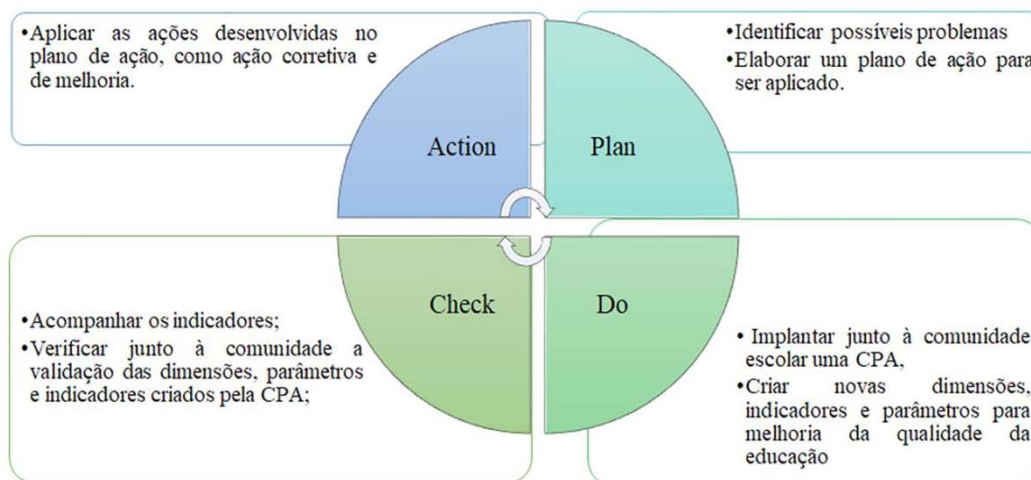 •Aplicar as ações desenvolvidas no
plano de ação, como ação corretiva e
de melhoria.
•Identificar possíveis problemas
•Elaborar um plano de ação para
ser aplicado.
Action
Plan
Check
Do
•Acompanhar os indicadores;
•Verificar junto à comunidade a
validação das dimensões, parâmetros
e indicadores criados pela CPA;
• Implantar junto à comunidade
escolar uma CPA,
• Criar novas dimensões,
indicadores e parâmetros para
melhoria da qualidade da
educação